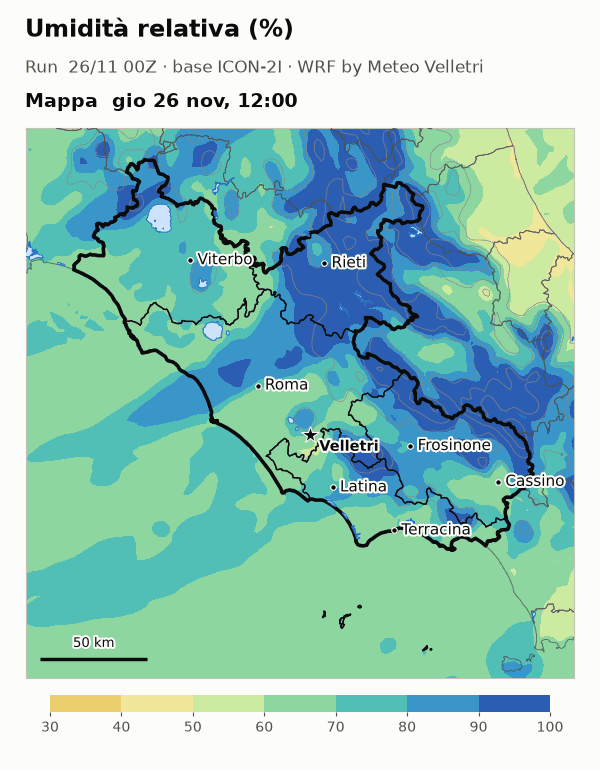 Umidità relativa (%)
Run 26/11 00Z · base ICON-2I · WRF by Meteo Velletri
Mappa gio 26 nov, 12:00
Viterbo
Rieti
Roma
Velletri
Frosinone
Cassino
Latina
Terracina
50 km
30 40 50 60 70 80 90 100